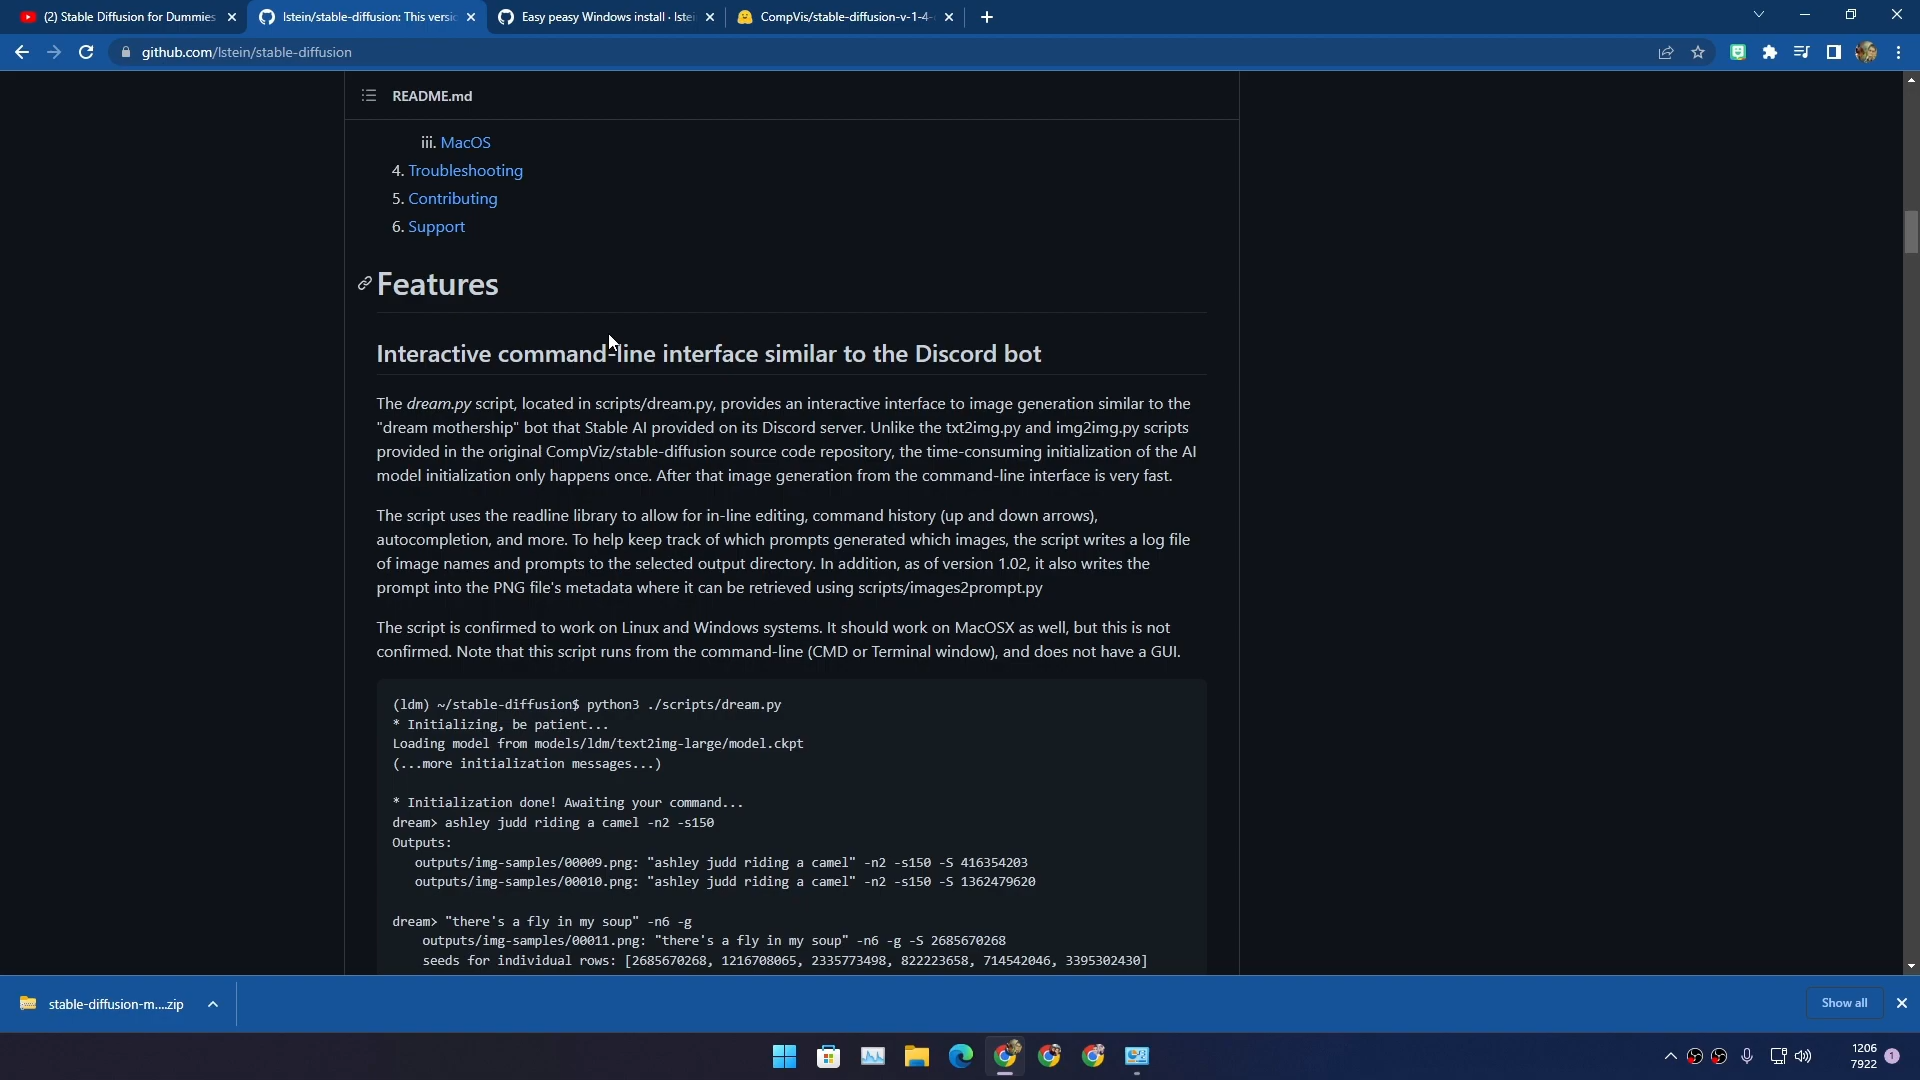 (2) Stable Diffusion for Dummies
lstein/stable-diffusion: This versic
Easy peasy Windows install · lstei
CompVis/stable-diffusion-v-1-4-
github.com/lstein/stable-diffusion
README.md
iii. MacOS
4. Troubleshooting
5. Contributing
6. Support
Features
Interactive command-line interface similar to the Discord bot
The dream.py script, located in scripts/dream.py, provides an interactive interface to image generation similar to the
"dream mothership" bot that Stable AI provided on its Discord server. Unlike the txt2img.py and img2img.py scripts
provided in the original CompViz/stable-diffusion source code repository, the time-consuming initialization of the AI
model initialization only happens once. After that image generation from the command-line interface is very fast.
The script uses the readline library to allow for in-line editing, command history (up and down arrows),
autocompletion, and more. To help keep track of which prompts generated which images, the script writes a log file
of image names and prompts to the selected output directory. In addition, as of version 1.02, it also writes the
prompt into the PNG file's metadata where it can be retrieved using scripts/images2prompt.py
The script is confirmed to work on Linux and Windows systems. It should work on MacOSX as well, but this is not
confirmed. Note that this script runs from the command-line (CMD or Terminal window), and does not have a GUI.
(ldm) ~/stable-diffusion$ python3 ./scripts/dream.py
* Initializing, be patient...
Loading model from models/ldm/text2img-large/model.ckpt
(...more initialization messages...)
* Initialization done! Awaiting your command...
dream> ashley judd riding a camel -n2 -s150
Outputs:
outputs/img-samples/00009.png: "ashley judd riding a camel" -n2 -s150 -S 416354203
outputs/img-samples/00010.png: "ashley judd riding a camel" -n2 -s150 -S 1362479620
dream> "there's a fly in my soup" -n6 -g
outputs/img-samples/00011.png: "there's a fly in my soup" -n6 -g -S 2685670268
seeds for individual rows: [2685670268, 1216708065, 2335773498, 822223658, 714542046, 3395302430]
stable-diffusion-m....zip
Show all
1206
7922
1